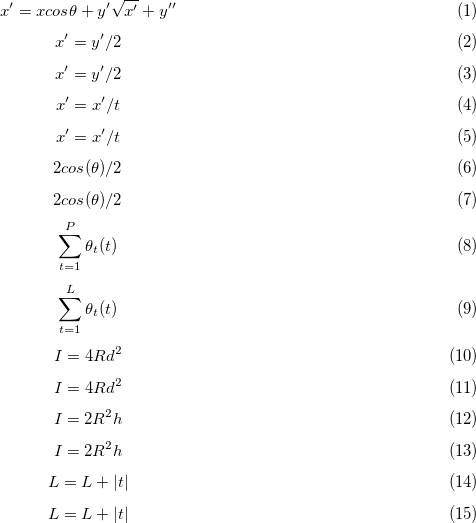 x′ = xcosθ + y′√x′ + y′′ (1)
x′ = y′/2 (2)
x′ = y′/2 (3)
x′ = x′/t (4)
x′ = x′/t (5)
2cos(θ)/2 (6)
2cos(θ)/2 (7)
∑_{t=1}^{P} θ_t(t) (8)
∑_{t=1}^{L} θ_t(t) (9)
I = 4Rd² (10)
I = 4Rd² (11)
I = 2R²h (12)
I = 2R²h (13)
L = L + |t| (14)
L = L + |t| (15)